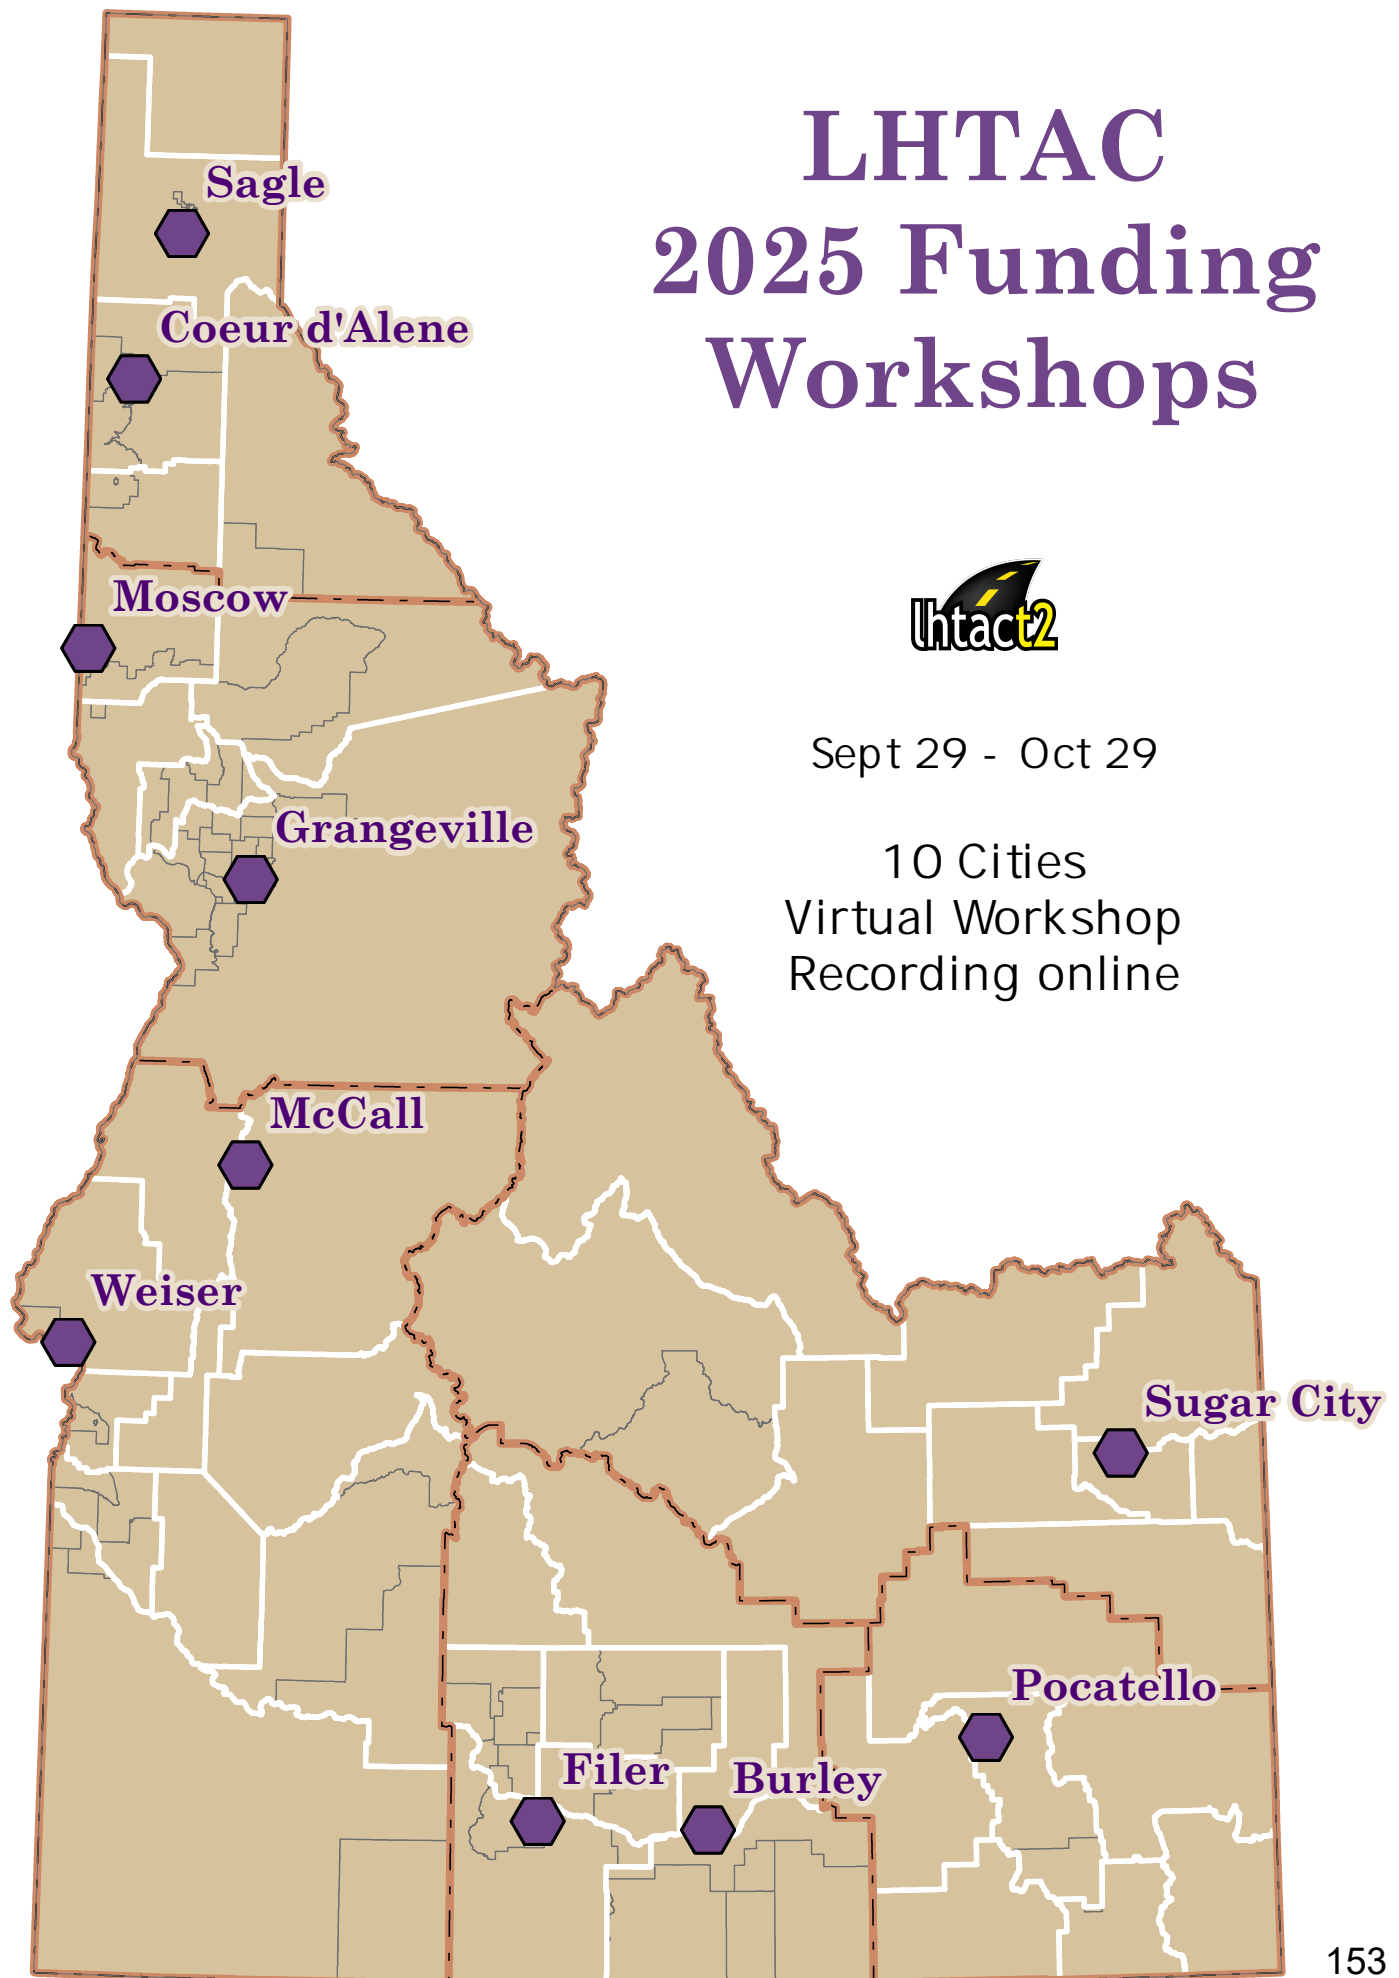 LHTAC
2025 Funding
Workshops
lhtact2
Sept 29 - Oct 29
10 Cities
Virtual Workshop
Recording online
Sagle
Coeur d'Alene
Moscow
Grangeville
McCall
Weiser
Sugar City
Pocatello
Filer
Burley
153